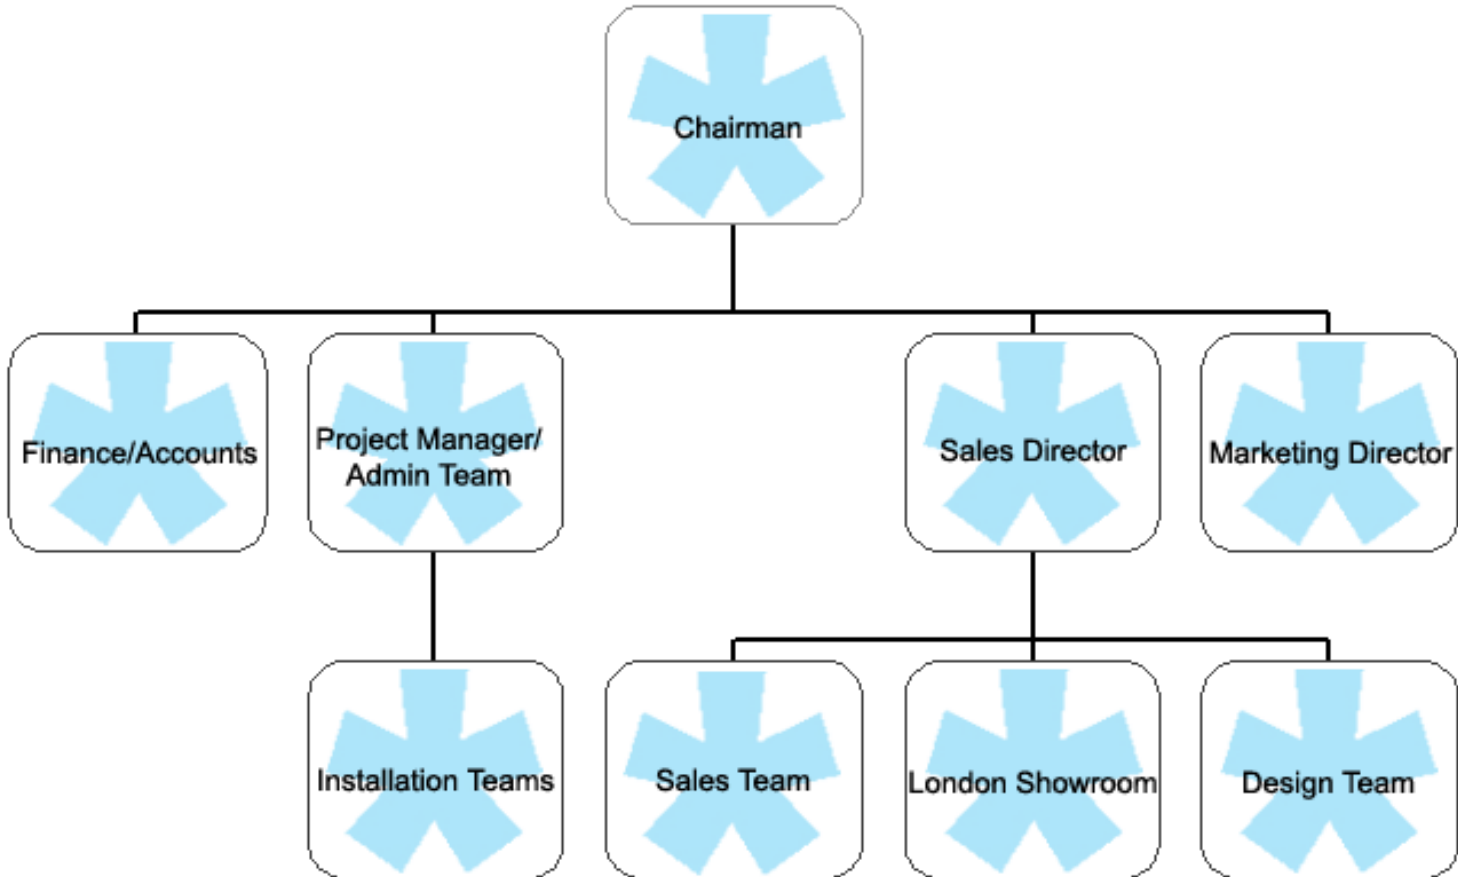 Chairman
Finance/Accounts
Project Manager/
Admin Team
Sales Director
Marketing Director
Installation Teams
Sales Team
London Showroom
Design Team